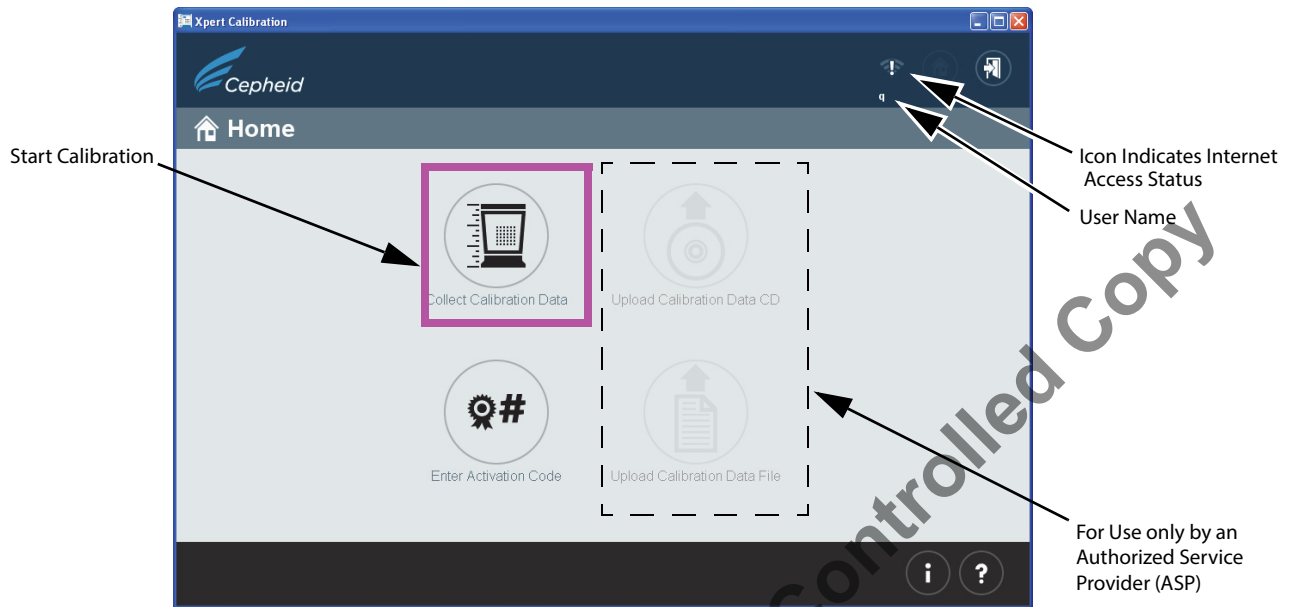 Xpert Calibration
Cepheid
!
q
Home
Start Calibration
Icon Indicates Internet
Access Status
User Name
Collect Calibration Data
Upload Calibration Data CD
#
Enter Activation Code
Upload Calibration Data File
For Use only by an
Authorized Service
Provider (ASP)
i
?
Controlled Copy